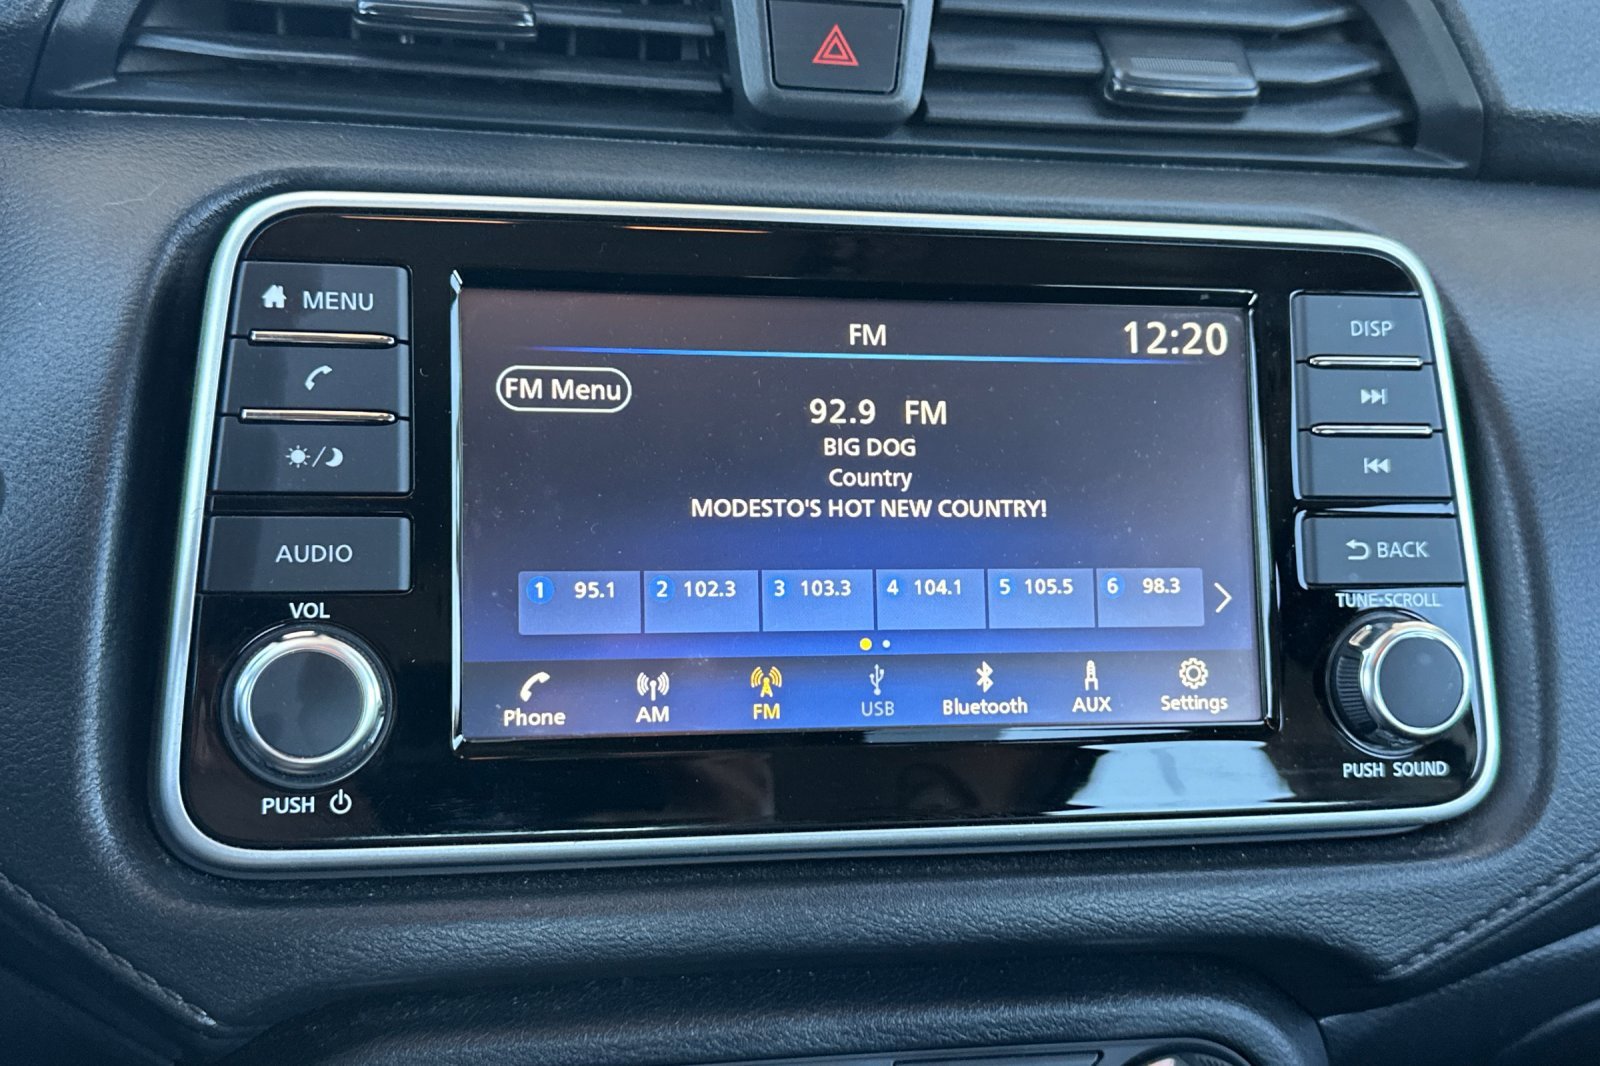 MENU
AUDIO
VOL
PUSH
FM 12:20
FM Menu
92.9 FM
BIG DOG
Country
MODESTO'S HOT NEW COUNTRY!
1 95.1 2 102.3 3 103.3 4 104.1 5 105.5 6 98.3
Phone AM FM USB Bluetooth AUX Settings
DISP
BACK
TUNE·SCROLL
PUSH SOUND